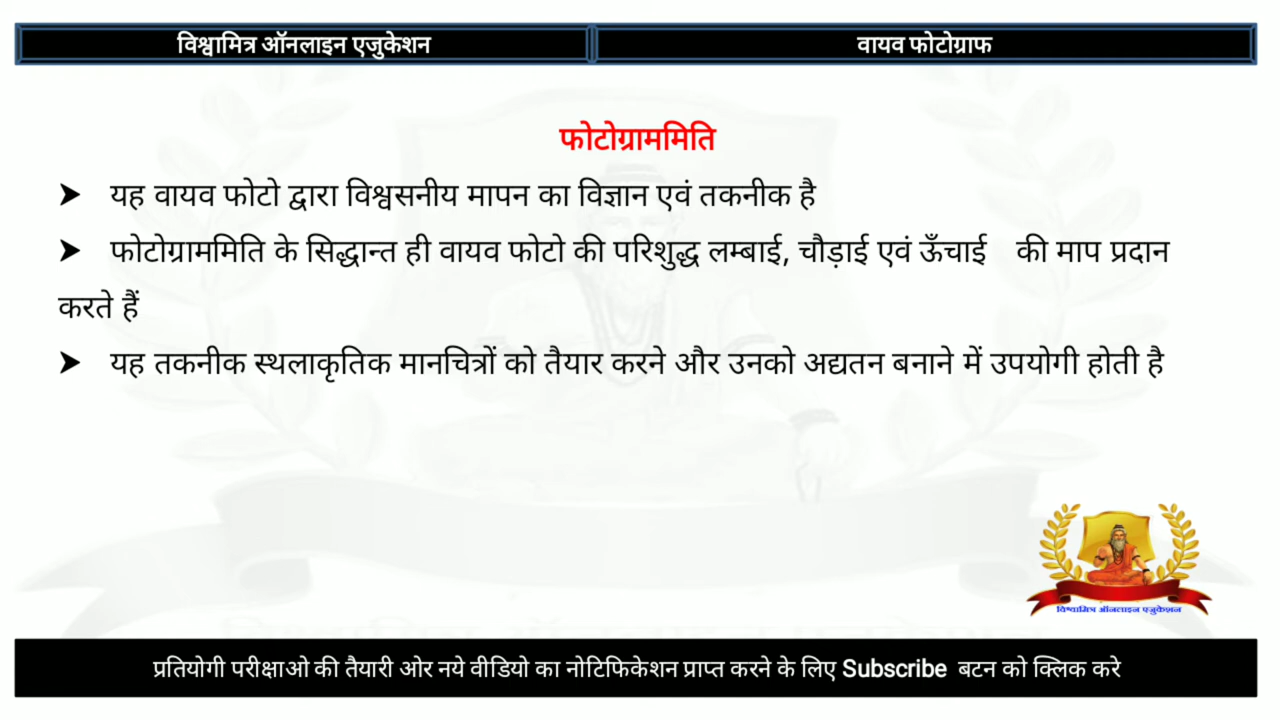 विश्वामित्र ऑनलाइन एजुकेशन
वायव फोटोग्राफ
फोटोग्राममिति
➤ यह वायव फोटो द्वारा विश्वसनीय मापन का विज्ञान एवं तकनीक है
➤ फोटोग्राममिति के सिद्धान्त ही वायव फोटो की परिशुद्ध लम्बाई, चौड़ाई एवं ऊँचाई की माप प्रदान
करते हैं
➤ यह तकनीक स्थलाकृतिक मानचित्रों को तैयार करने और उनको अद्यतन बनाने में उपयोगी होती है
विश्वामित्र ऑनलाइन एजुकेशन
प्रतियोगी परीक्षाओ की तैयारी ओर नये वीडियो का नोटिफिकेशन प्राप्त करने के लिए Subscribe बटन को क्लिक करे